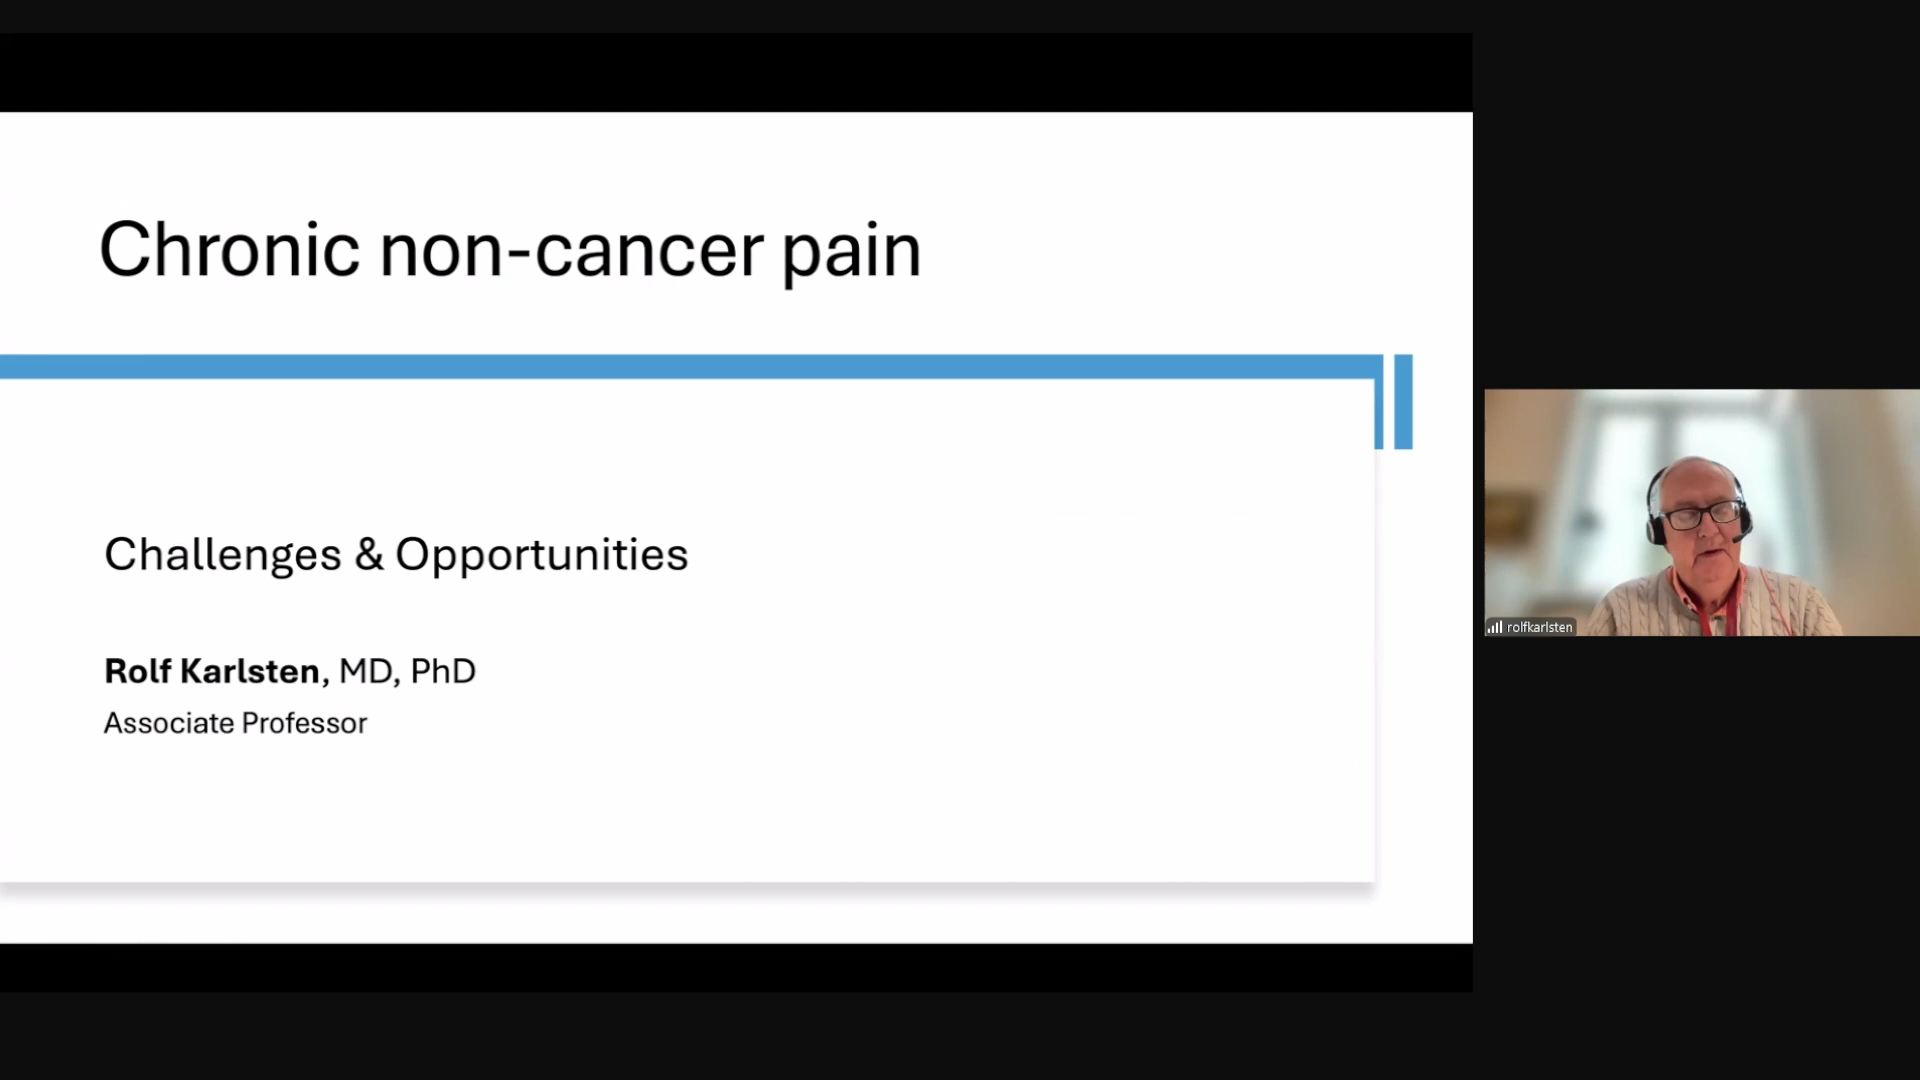 Chronic non-cancer pain
Challenges & Opportunities
Rolf Karlsten, MD, PhD
Associate Professor
rolfkarlsten